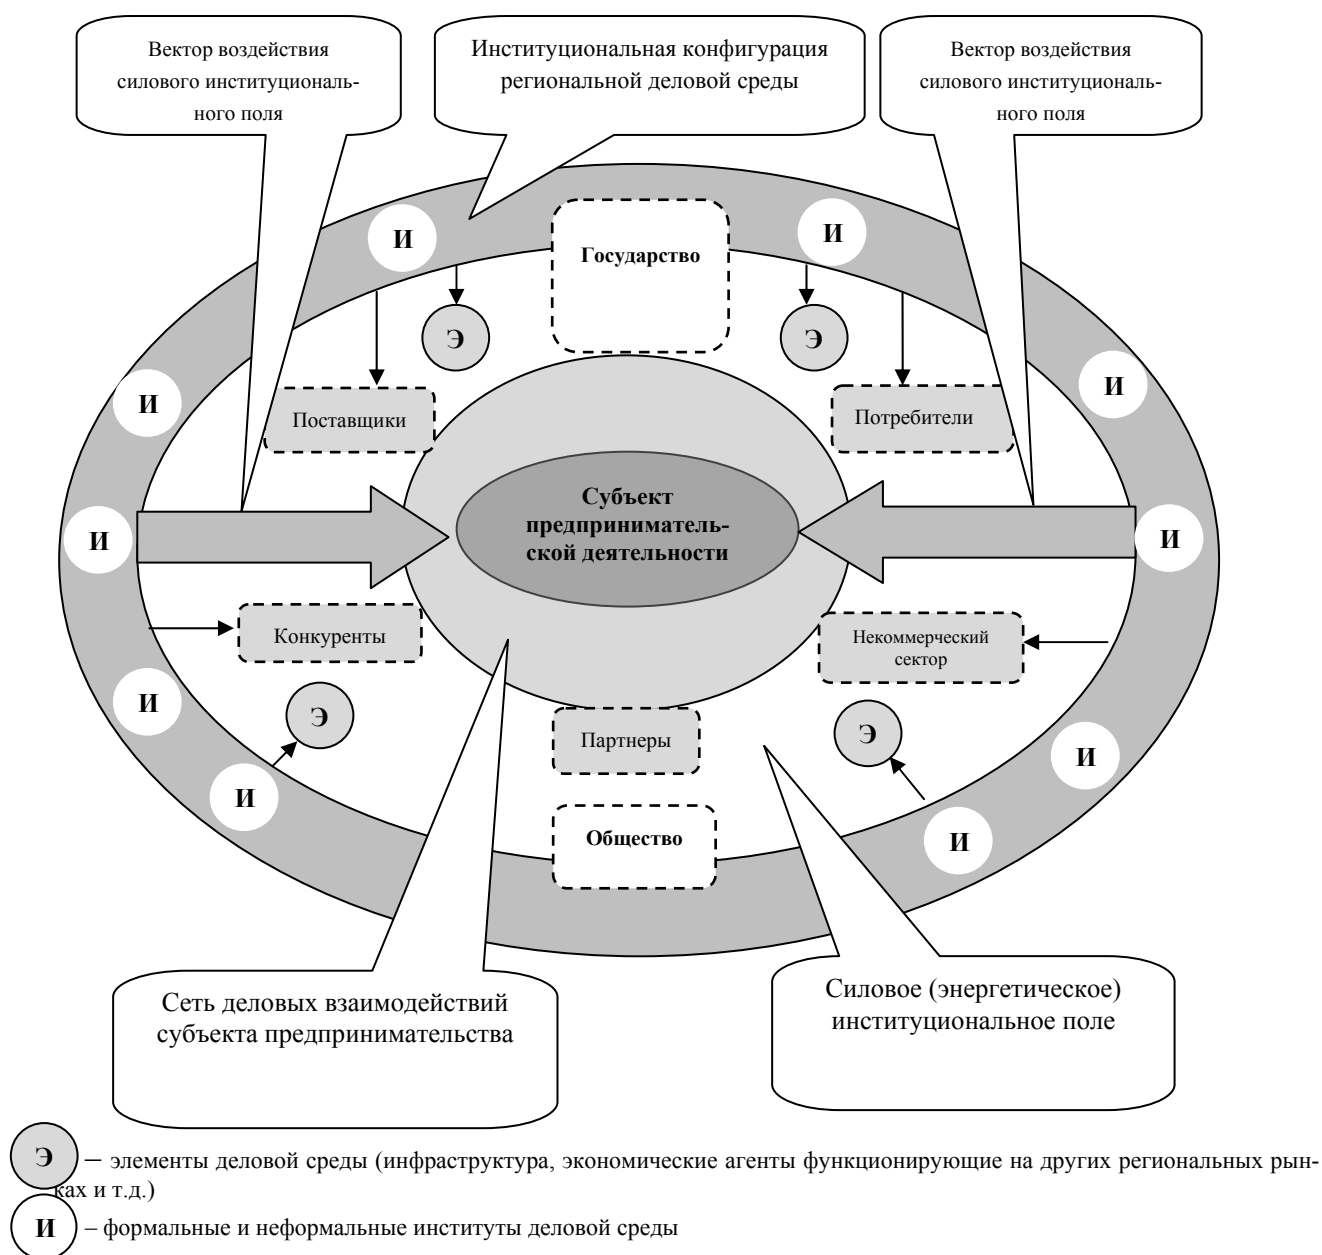 Вектор воздействия
силового институциональ-
ного поля
Институциональная конфигурация
региональной деловой среды
Вектор воздействия
силового институциональ-
ного поля
И
И
Государство
Э
Э
И
И
Поставщики
Потребители
Субъект
предприниматель-
ской деятельности
И
И
Конкуренты
Некоммерческий
сектор
И
Э
Партнеры
Э
И
И
Общество
И
Сеть деловых взаимодействий
субъекта предпринимательства
Силовое (энергетическое)
институциональное поле
Э – элементы деловой среды (инфраструктура, экономические агенты функционирующие на других региональных рын-
ках и т.д.)
И – формальные и неформальные институты деловой среды